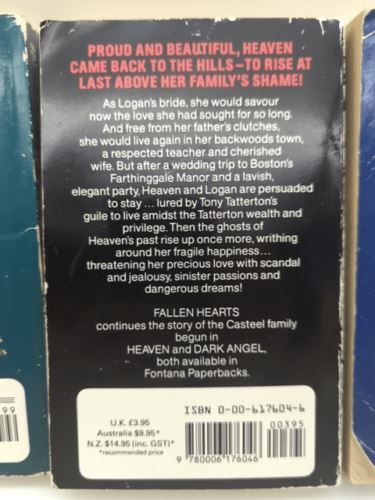 PROUD AND BEAUTIFUL, HEAVEN
CAME BACK TO THE HILLS–TO RISE AT
LAST ABOVE HER FAMILY'S SHAME!
As Logan's bride, she would savour
now the love she had sought for so long.
And free from her father's clutches,
she would live again in her backwoods town,
a respected teacher and cherished
wife. But after a wedding trip to Boston's
Farthinggale Manor and a lavish,
elegant party, Heaven and Logan are persuaded
to stay ... lured by Tony Tatterton's
guile to live amidst the Tatterton wealth and
privilege. Then the ghosts of
Heaven's past rise up once more, writhing
around her fragile happiness...
threatening her precious love with scandal
and jealousy, sinister passions and
dangerous dreams!
FALLEN HEARTS
continues the story of the Casteel family
begun in
HEAVEN and DARK ANGEL,
both available in
Fontana Paperbacks.
U.K. £3.95
Australia $9.95*
N.Z. $14.95 (inc. GST)*
*recommended price
ISBN 0-00-617604-6
00395
9 780006 176046
99